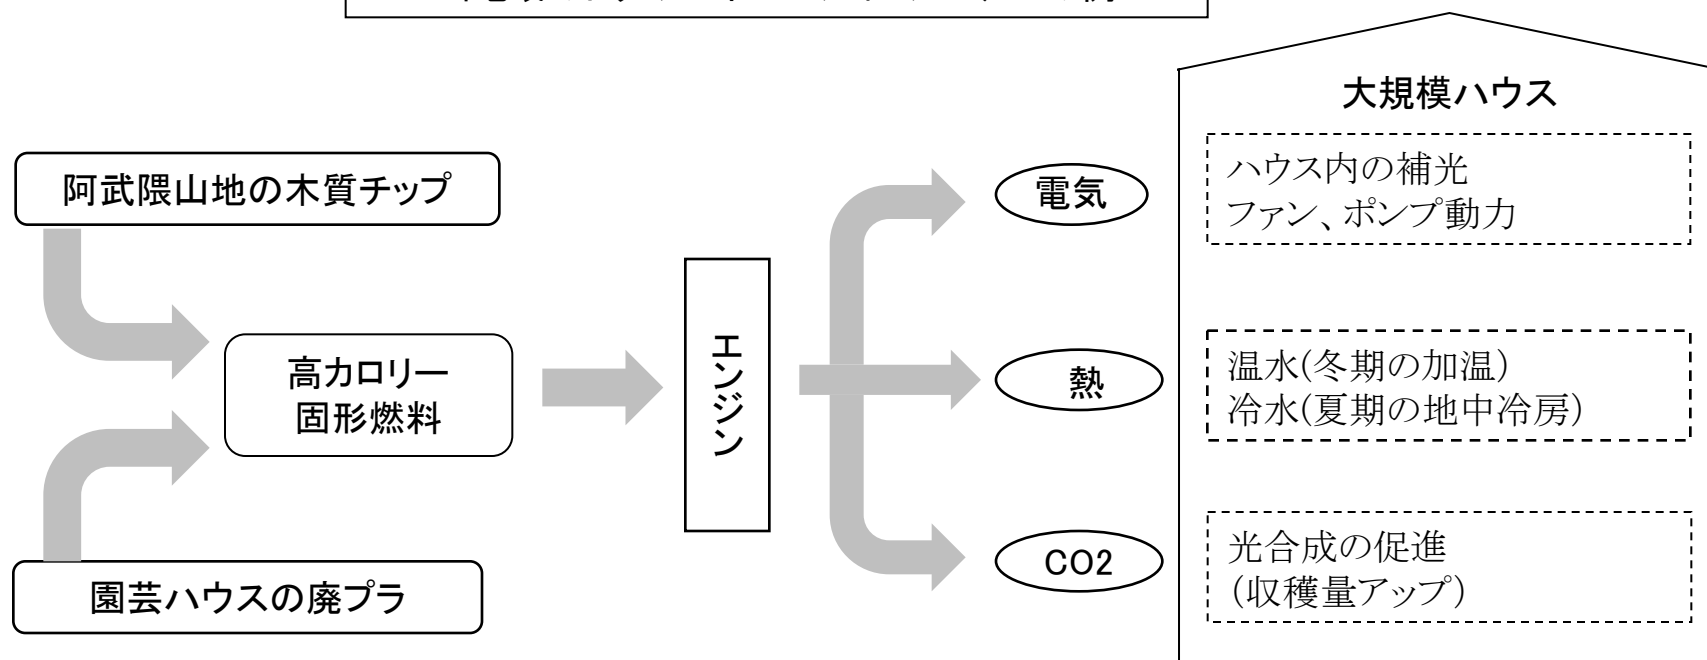 大規模ハウス
阿武隈山地の木質チップ
園芸ハウスの廃プラ
高カロリー
固形燃料
エンジン
電気
熱
CO2
ハウス内の補光
ファン、ポンプ動力
温水(冬期の加温)
冷水(夏期の地中冷房)
光合成の促進
(収穫量アップ)